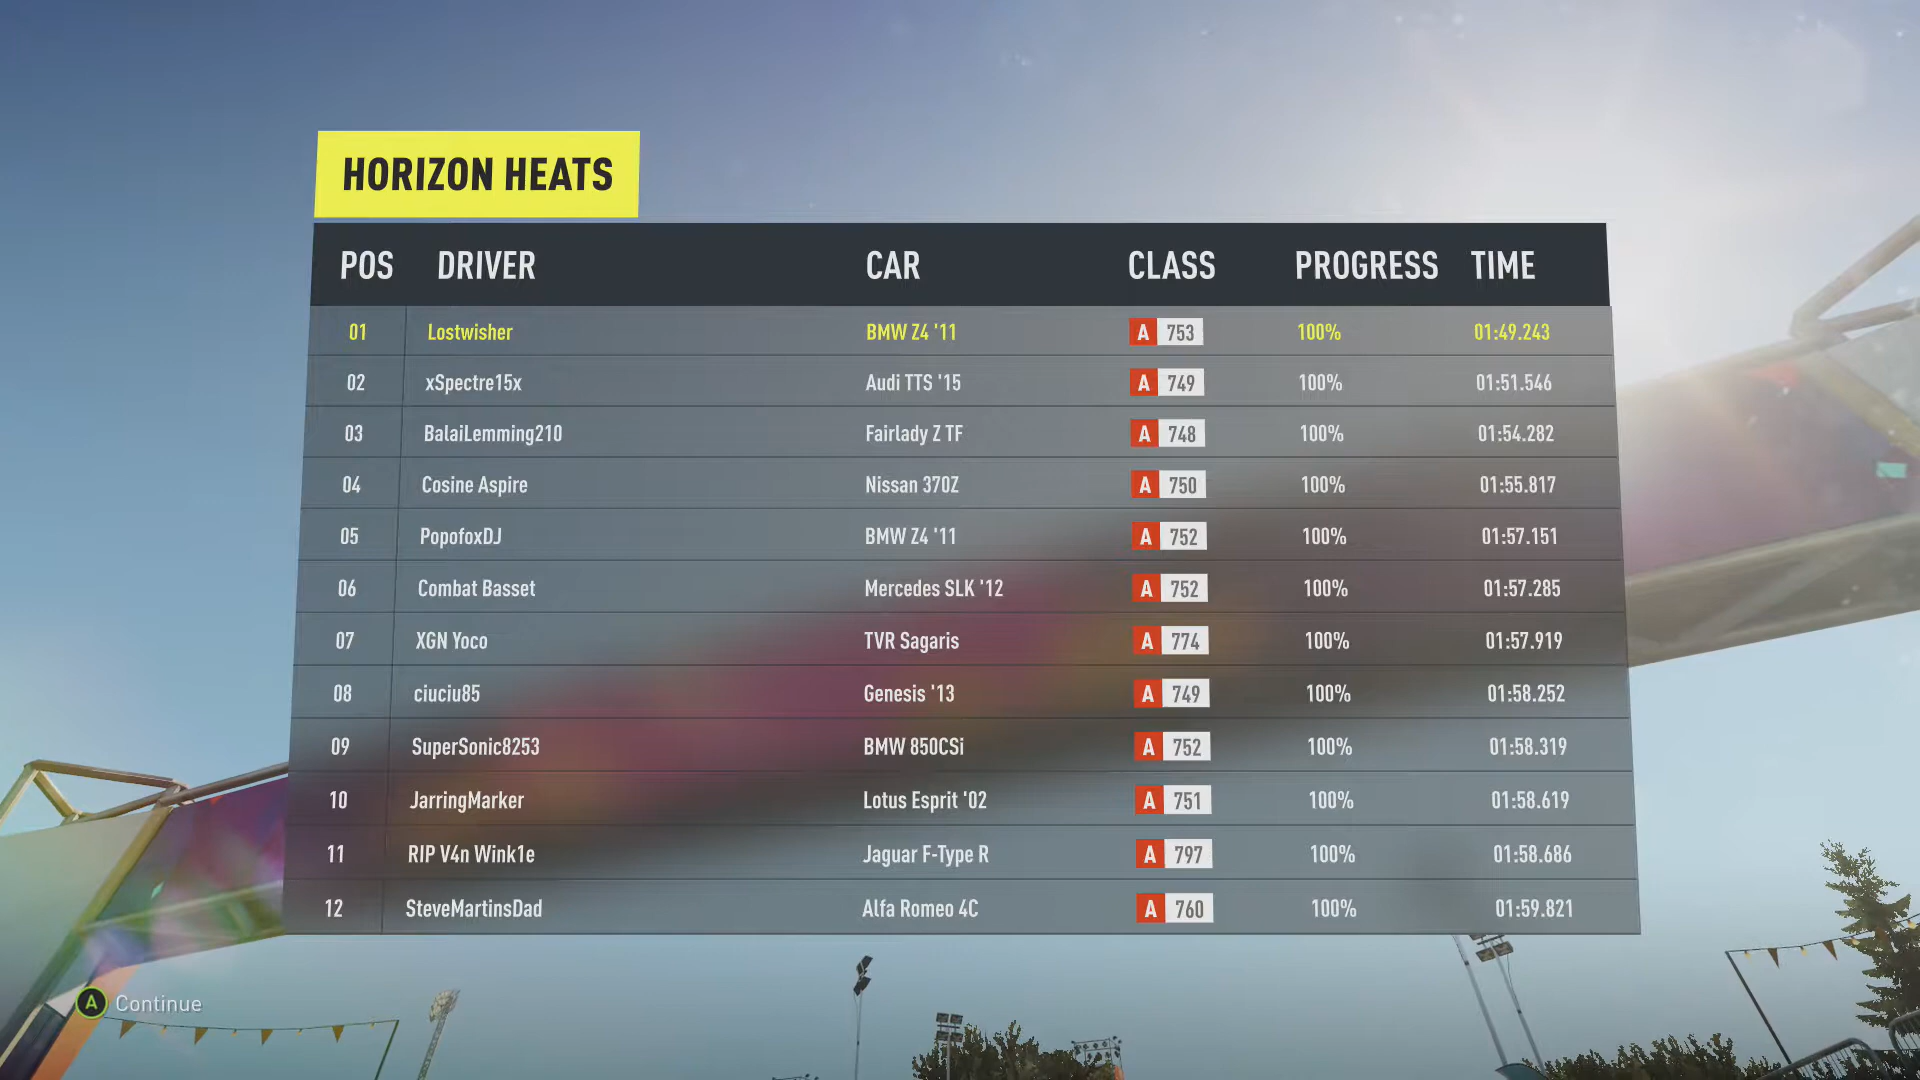 HORIZON HEATS
POS DRIVER CAR CLASS PROGRESS TIME
01 Lostwisher BMW Z4 '11 A 753 100% 01:49.243
02 xSpectre15x Audi TTS '15 A 749 100% 01:51.546
03 BalaiLemming210 Fairlady Z TF A 748 100% 01:54.282
04 Cosine Aspire Nissan 370Z A 750 100% 01:55.817
05 PopofoxDJ BMW Z4 '11 A 752 100% 01:57.151
06 Combat Basset Mercedes SLK '12 A 752 100% 01:57.285
07 XGN Yoco TVR Sagaris A 774 100% 01:57.919
08 ciuciu85 Genesis '13 A 749 100% 01:58.252
09 SuperSonic8253 BMW 850CSi A 752 100% 01:58.319
10 JarringMarker Lotus Esprit '02 A 751 100% 01:58.619
11 RIP V4n Wink1e Jaguar F-Type R A 797 100% 01:58.686
12 SteveMartinsDad Alfa Romeo 4C A 760 100% 01:59.821
A Continue